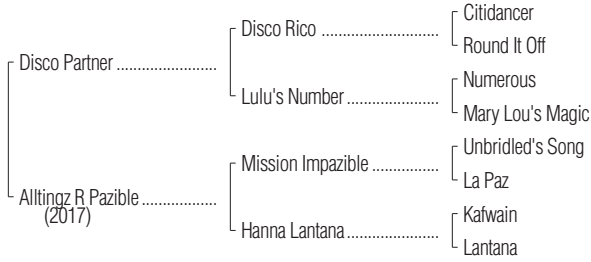 Citidancer
Disco Rico ..............................
Round It Off
Disco Partner .........................
Numerous
Lulu's Number .......................
Mary Lou's Magic
Unbridled's Song
Mission Impazible .................
La Paz
Alltingz R Pazible ...................
(2017)
Kafwain
Hanna Lantana .......................
Lantana